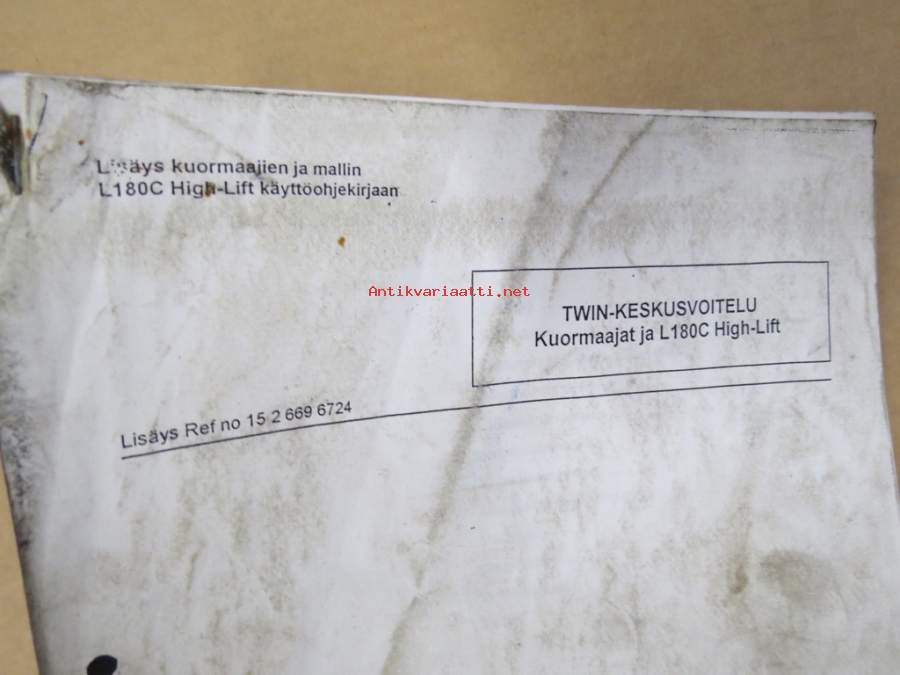 Lisäys kuormaajien ja mallin
L180C High-Lift käyttöohjekirjaan
Antikvariaatti.net
TWIN-KESKUSVOITELU
Kuormaajat ja L180C High-Lift
Lisäys Ref no 15 2 669 6724